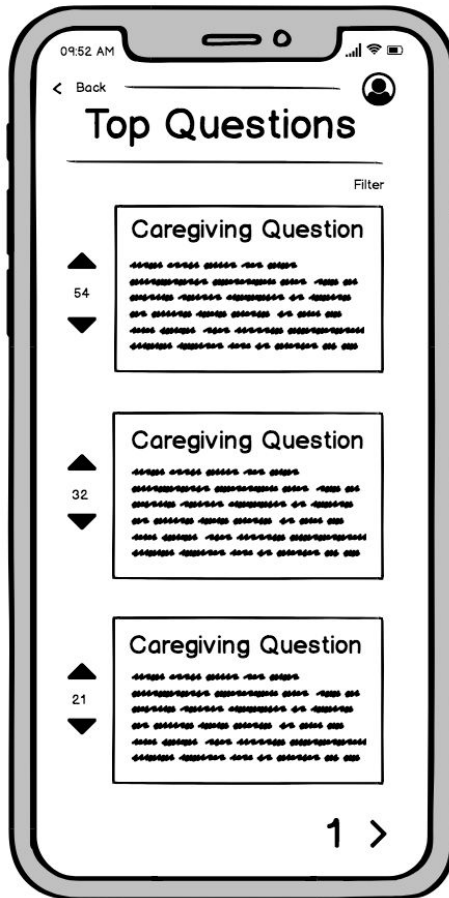 09:52 AM
< Back
Top Questions
Filter
Caregiving Question
54
Caregiving Question
32
Caregiving Question
21
1 >